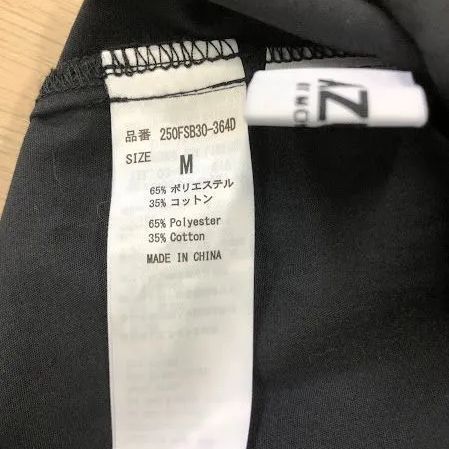 品番 250FSB30-364D
SIZE M
65% ポリエステル
35% コットン
65% Polyester
35% Cotton
MADE IN CHINA